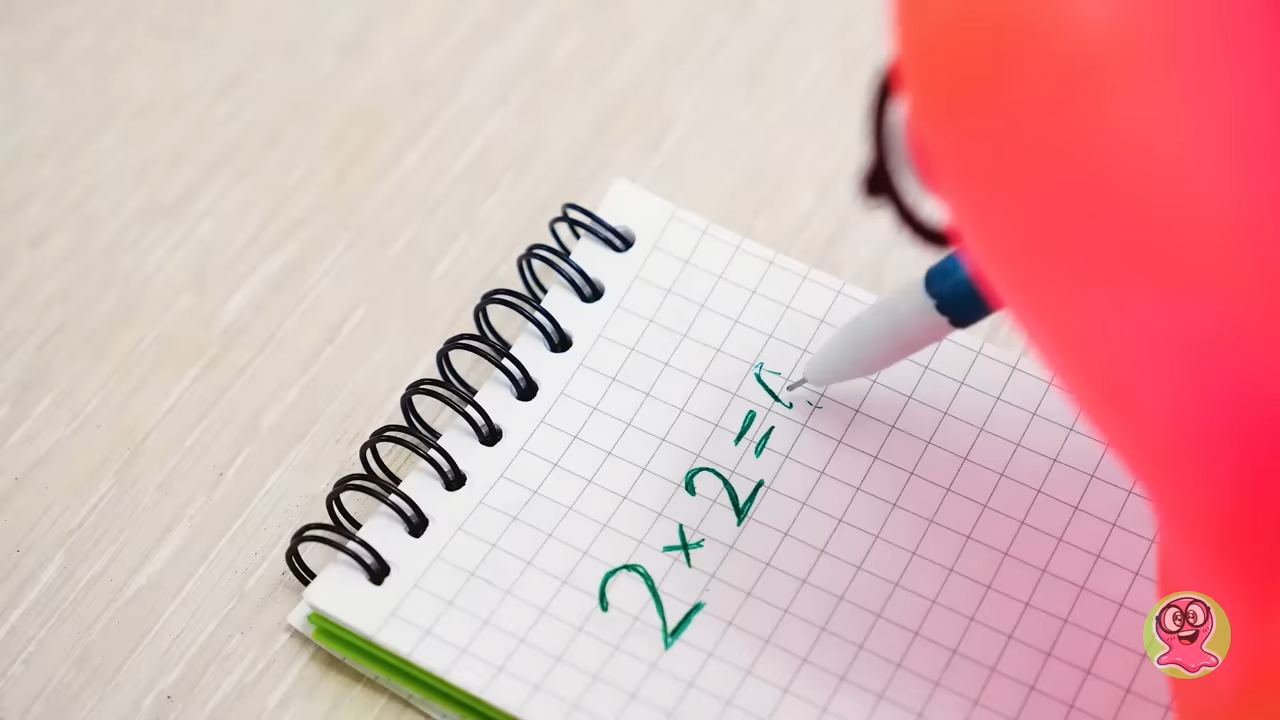 2 × 2 =